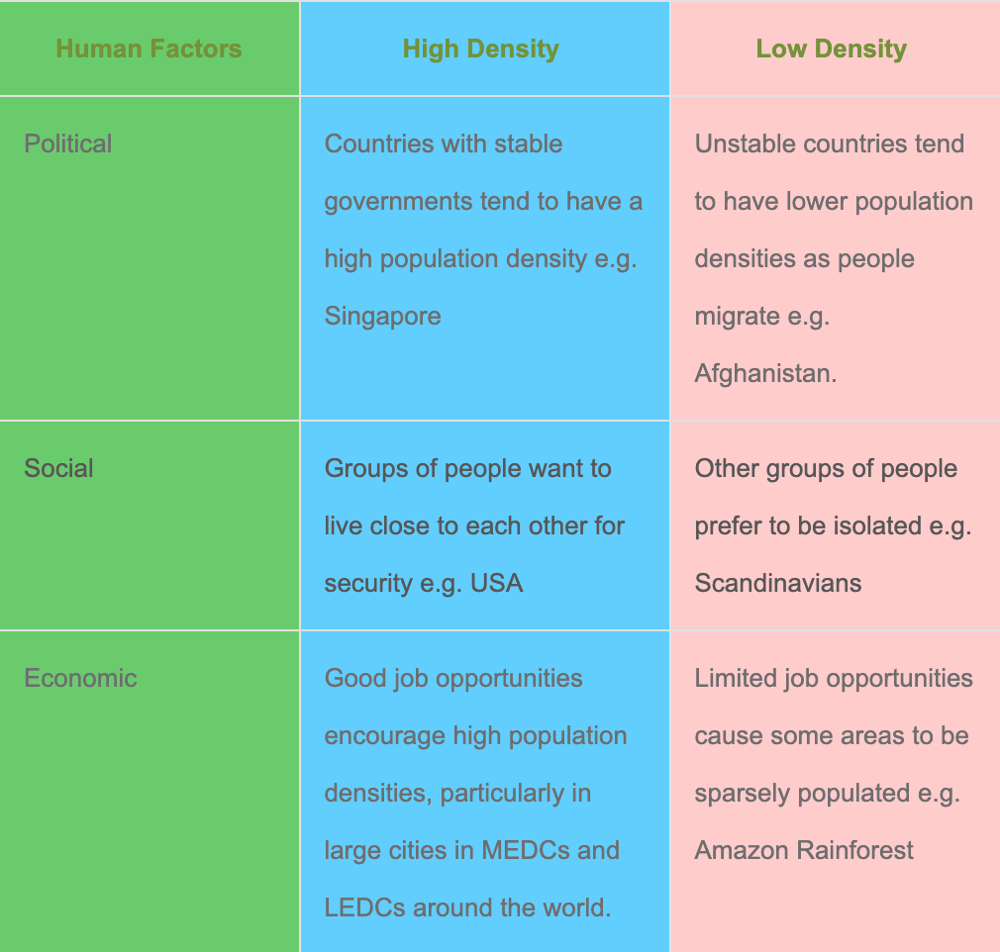 Human Factors
High Density
Low Density
Political
Countries with stable
governments tend to have a
high population density e.g.
Singapore
Unstable countries tend
to have lower population
densities as people
migrate e.g.
Afghanistan.
Social
Groups of people want to
live close to each other for
security e.g. USA
Other groups of people
prefer to be isolated e.g.
Scandinavians
Economic
Good job opportunities
encourage high population
densities, particularly in
large cities in MEDCs and
LEDCs around the world.
Limited job opportunities
cause some areas to be
sparsely populated e.g.
Amazon Rainforest